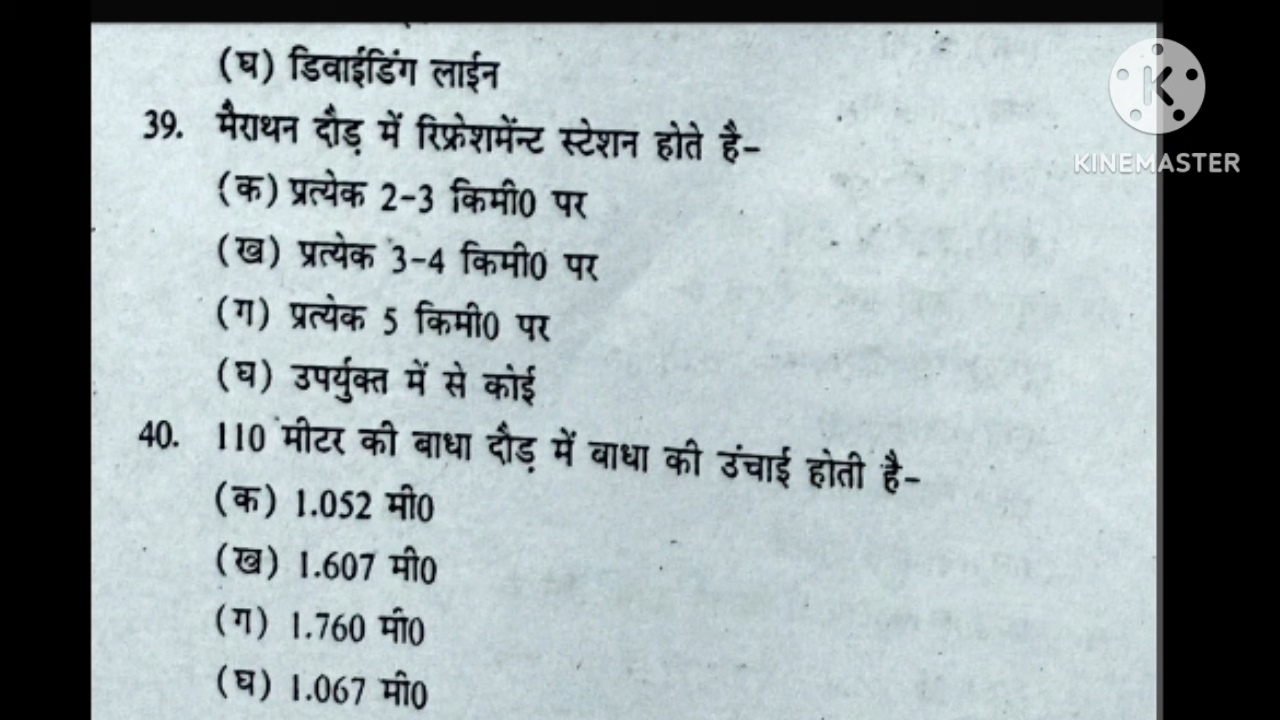 (घ) डिवाईडिंग लाईन
KINEMASTER
39. मैराथन दौड़ में रिफ्रेशमेंन्ट स्टेशन होते है-
(क) प्रत्येक 2-3 किमी0 पर
(ख) प्रत्येक 3-4 किमी0 पर
(ग) प्रत्येक 5 किमी0 पर
(घ) उपर्युक्त में से कोई
40. 110 मीटर की बाधा दौड़ में बाधा की उंचाई होती है-
(क) 1.052 मी0
(ख) 1.607 मी0
(ग) 1.760 मी0
(घ) 1.067 मी0